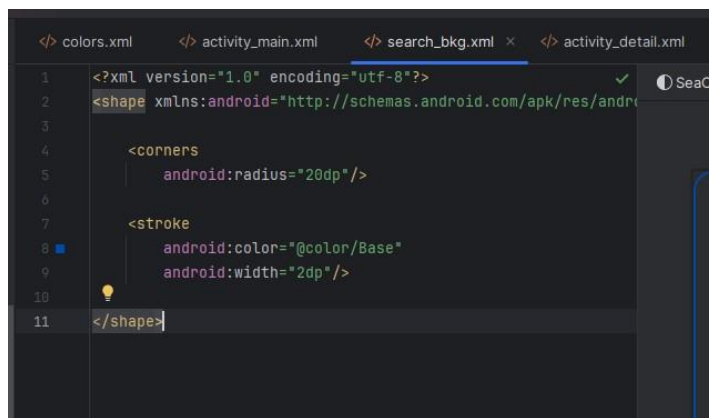 </> colors.xml </> activity_main.xml </> search_bkg.xml × </> activity_detail.xml
1 <?xml version="1.0" encoding="utf-8"?>
2 <shape xmlns:android="http://schemas.android.com/apk/res/andro
3
4 <corners
5 android:radius="20dp"/>
6
7 <stroke
8 android:color="@color/Base"
9 android:width="2dp"/>
10
11 </shape>
SeaC